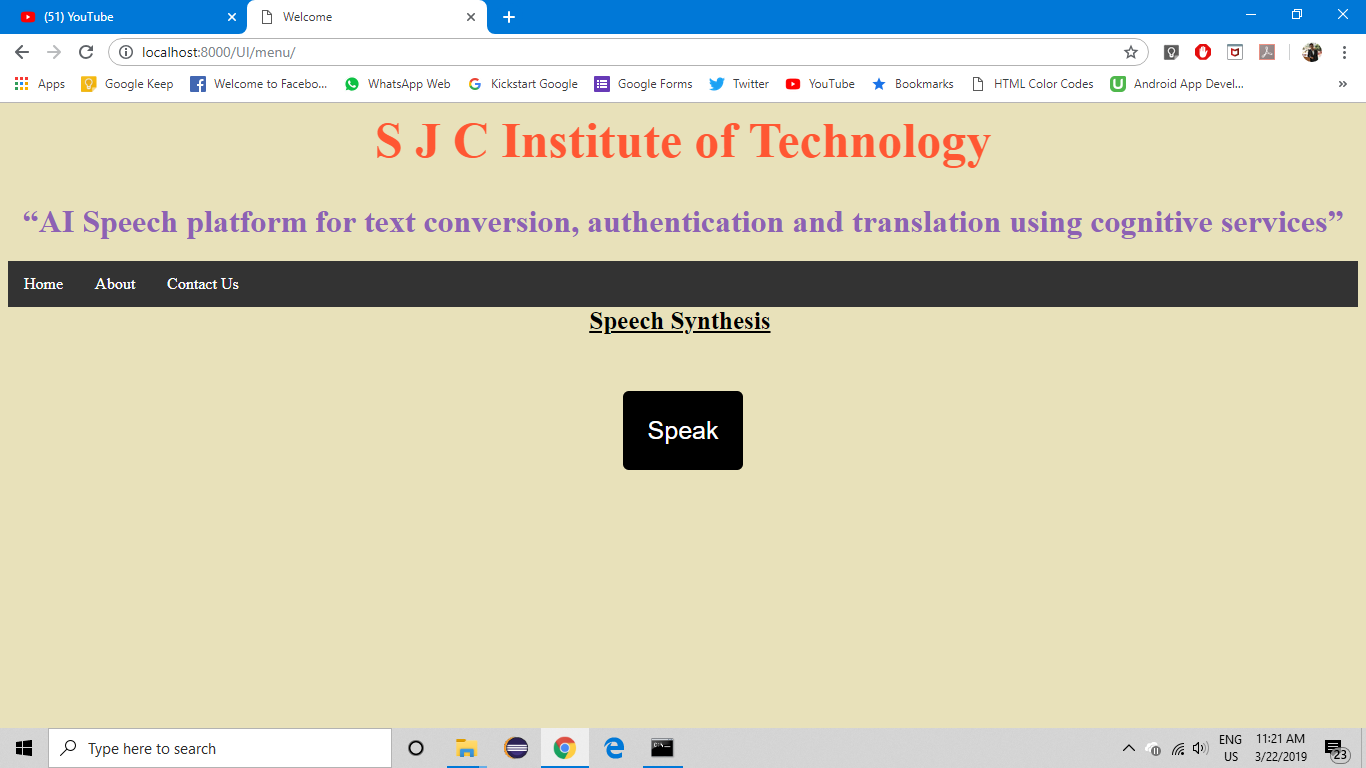 (51) YouTube
Welcome
localhost:8000/UI/menu/
Apps Google Keep Welcome to Facebo... WhatsApp Web Kickstart Google Google Forms Twitter YouTube Bookmarks HTML Color Codes Android App Devel... »
S J C Institute of Technology
“AI Speech platform for text conversion, authentication and translation using cognitive services”
Home About Contact Us
Speech Synthesis
Speak
Type here to search
ENG 11:21 AM
US 3/22/2019
23